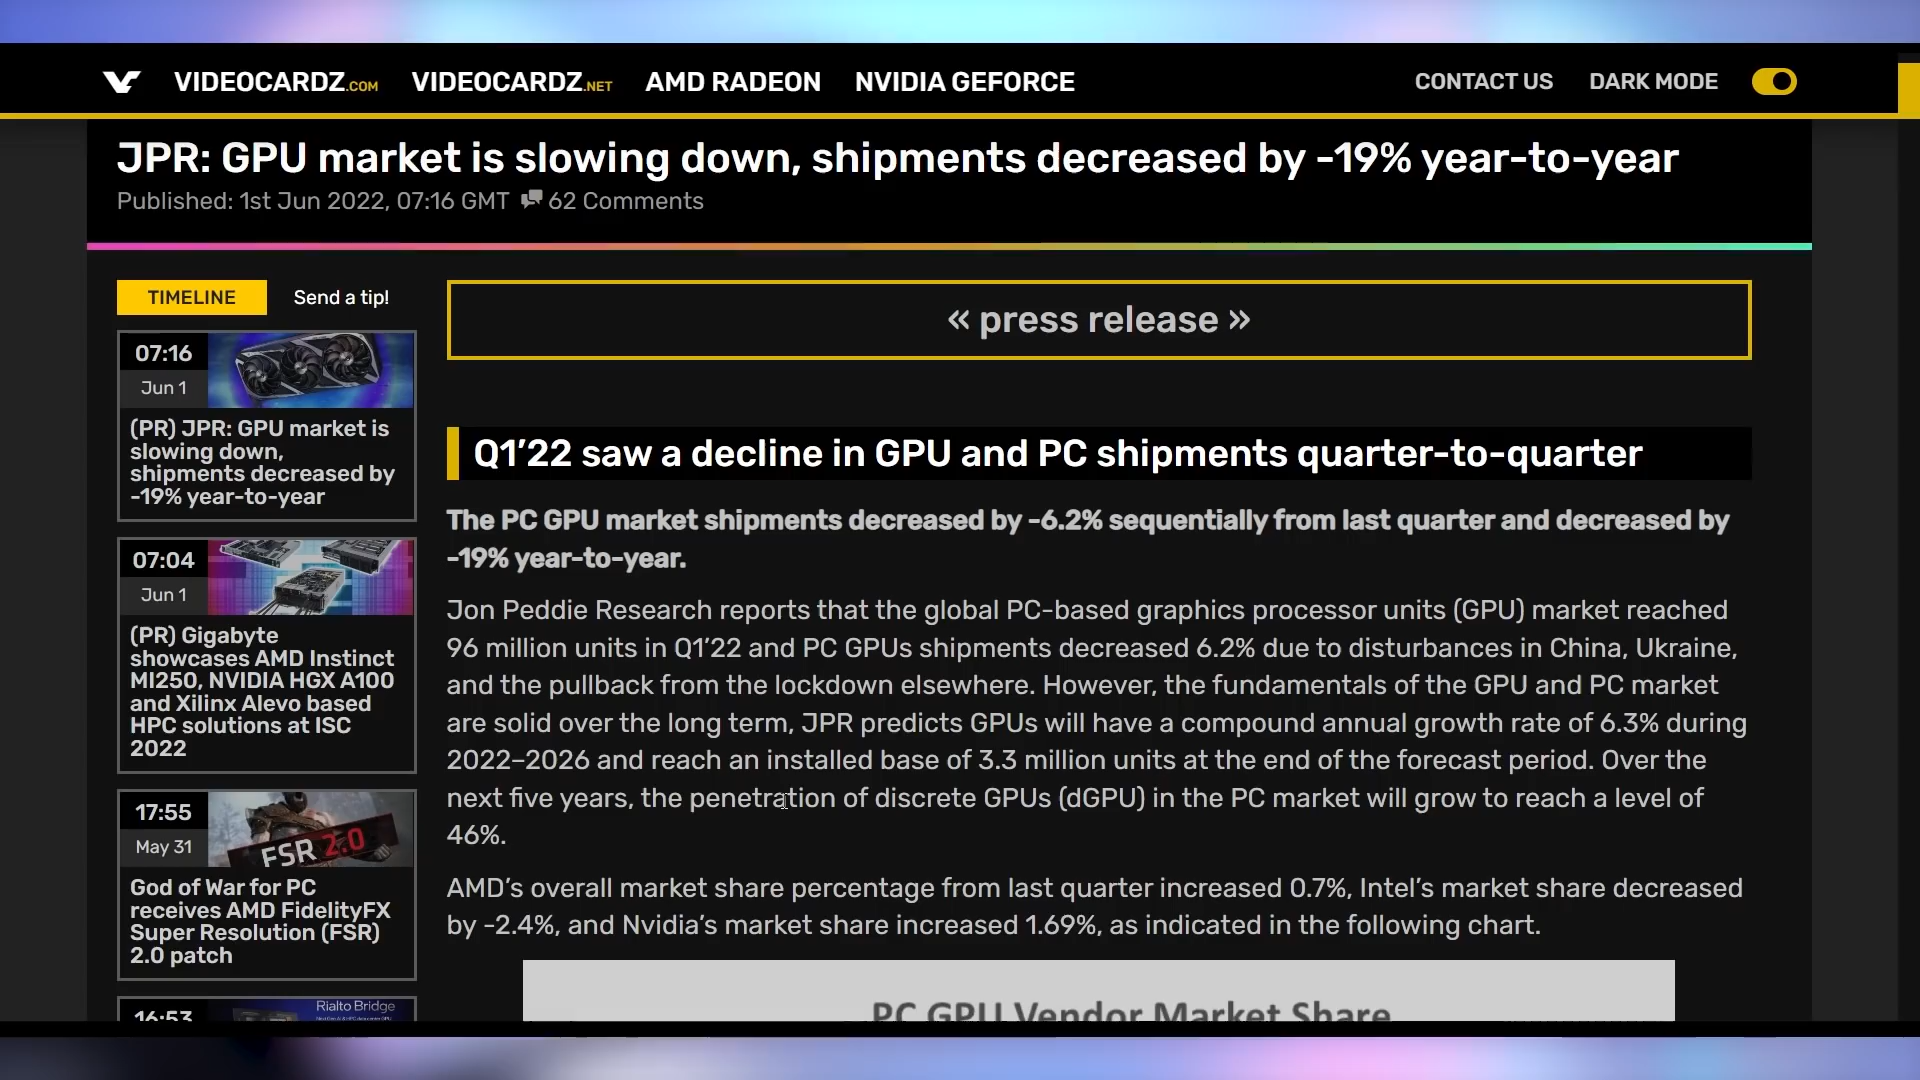 VIDEOCARDZ.COM VIDEOCARDZ.NET AMD RADEON NVIDIA GEFORCE CONTACT US DARK MODE
JPR: GPU market is slowing down, shipments decreased by -19% year-to-year
Published: 1st Jun 2022, 07:16 GMT 62 Comments
TIMELINE Send a tip!
07:16
Jun 1
(PR) JPR: GPU market is
slowing down,
shipments decreased by
-19% year-to-year
07:04
Jun 1
(PR) Gigabyte
showcases AMD Instinct
MI250, NVIDIA HGX A100
and Xilinx Alevo based
HPC solutions at ISC
2022
17:55
May 31
FSR 2.0
God of War for PC
receives AMD FidelityFX
Super Resolution (FSR)
2.0 patch
16:53
Rialto Bridge
« press release »
Q1’22 saw a decline in GPU and PC shipments quarter-to-quarter
The PC GPU market shipments decreased by -6.2% sequentially from last quarter and decreased by
-19% year-to-year.
Jon Peddie Research reports that the global PC-based graphics processor units (GPU) market reached
96 million units in Q1’22 and PC GPUs shipments decreased 6.2% due to disturbances in China, Ukraine,
and the pullback from the lockdown elsewhere. However, the fundamentals of the GPU and PC market
are solid over the long term, JPR predicts GPUs will have a compound annual growth rate of 6.3% during
2022–2026 and reach an installed base of 3.3 million units at the end of the forecast period. Over the
next five years, the penetration of discrete GPUs (dGPU) in the PC market will grow to reach a level of
46%.
AMD’s overall market share percentage from last quarter increased 0.7%, Intel’s market share decreased
by -2.4%, and Nvidia’s market share increased 1.69%, as indicated in the following chart.
PC GPU Vendor Market Share